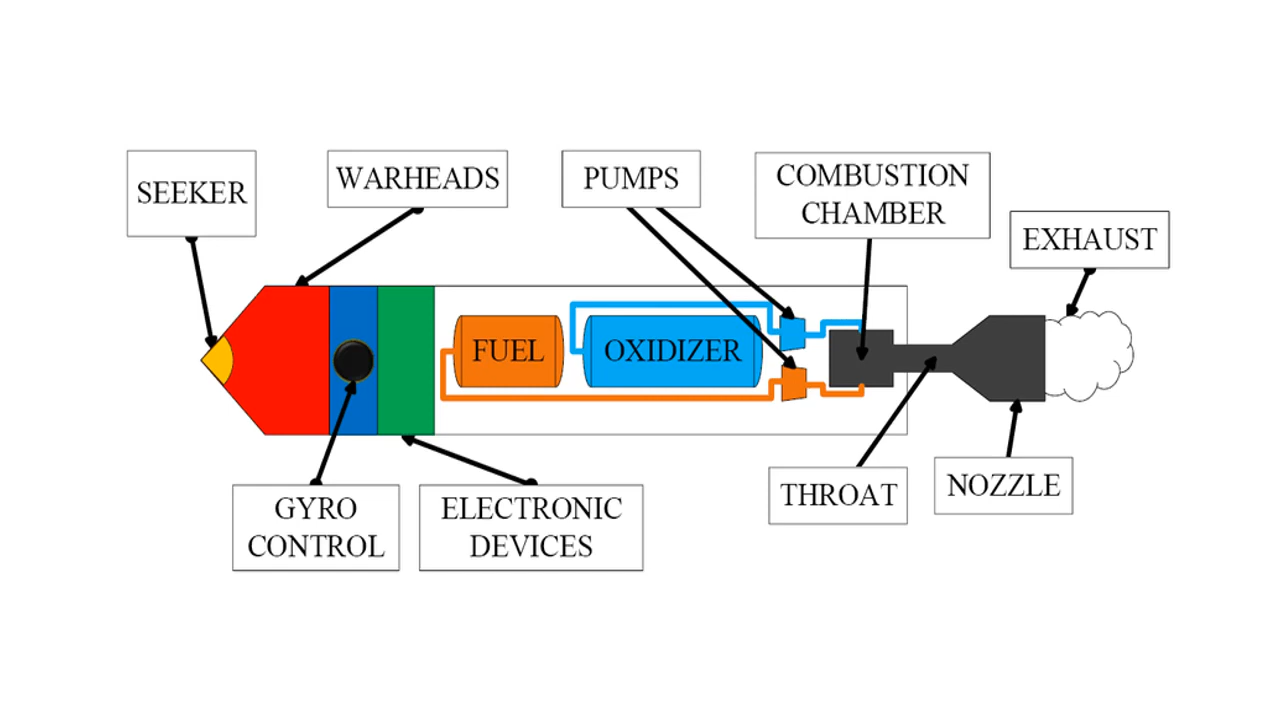 SEEKER
WARHEADS
PUMPS
COMBUSTION
CHAMBER
EXHAUST
FUEL
OXIDIZER
GYRO
CONTROL
ELECTRONIC
DEVICES
THROAT
NOZZLE